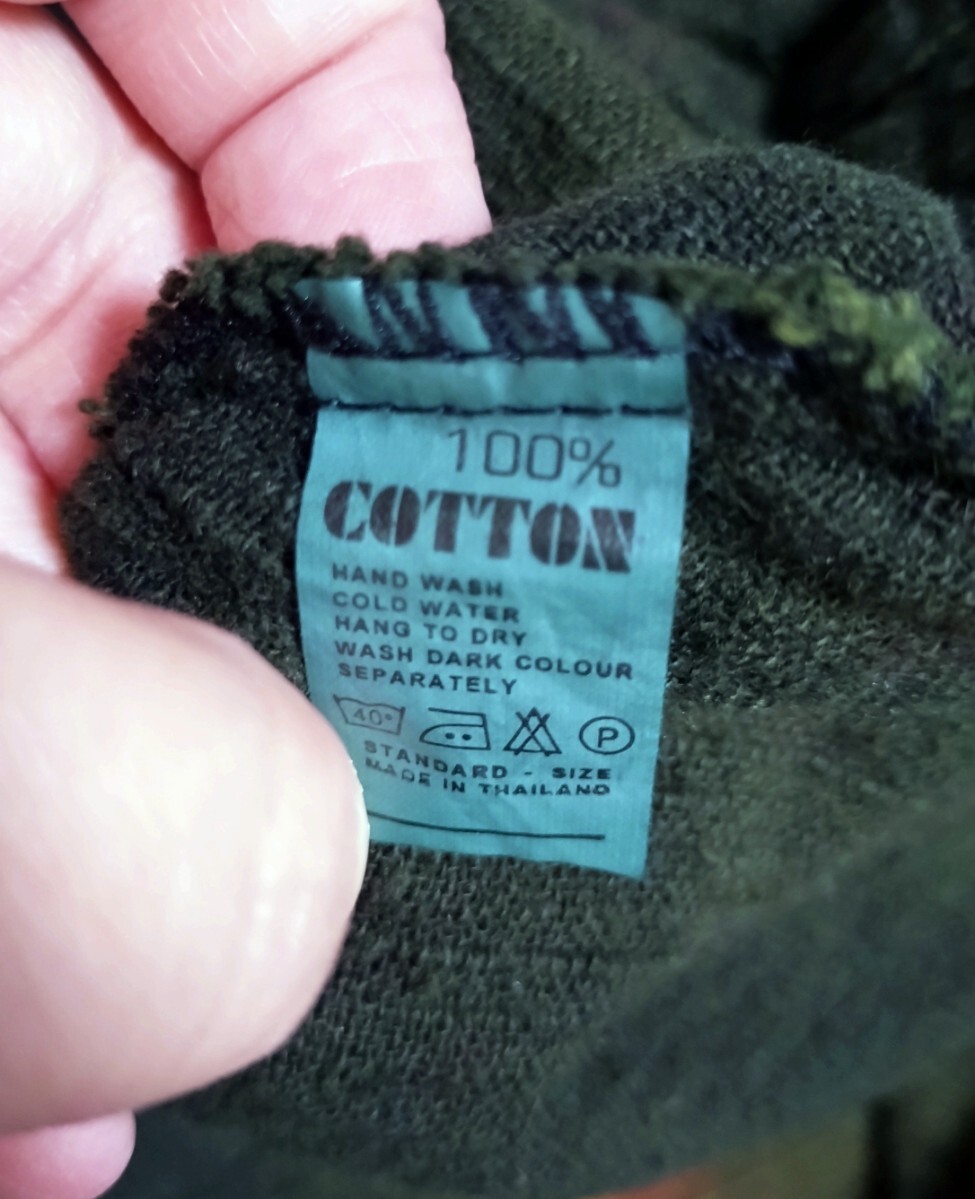 100%
COTTON
HAND WASH
COLD WATER
HANG TO DRY
WASH DARK COLOUR
SEPARATELY
40° P
STANDARD - SIZE
MADE IN THAILAND